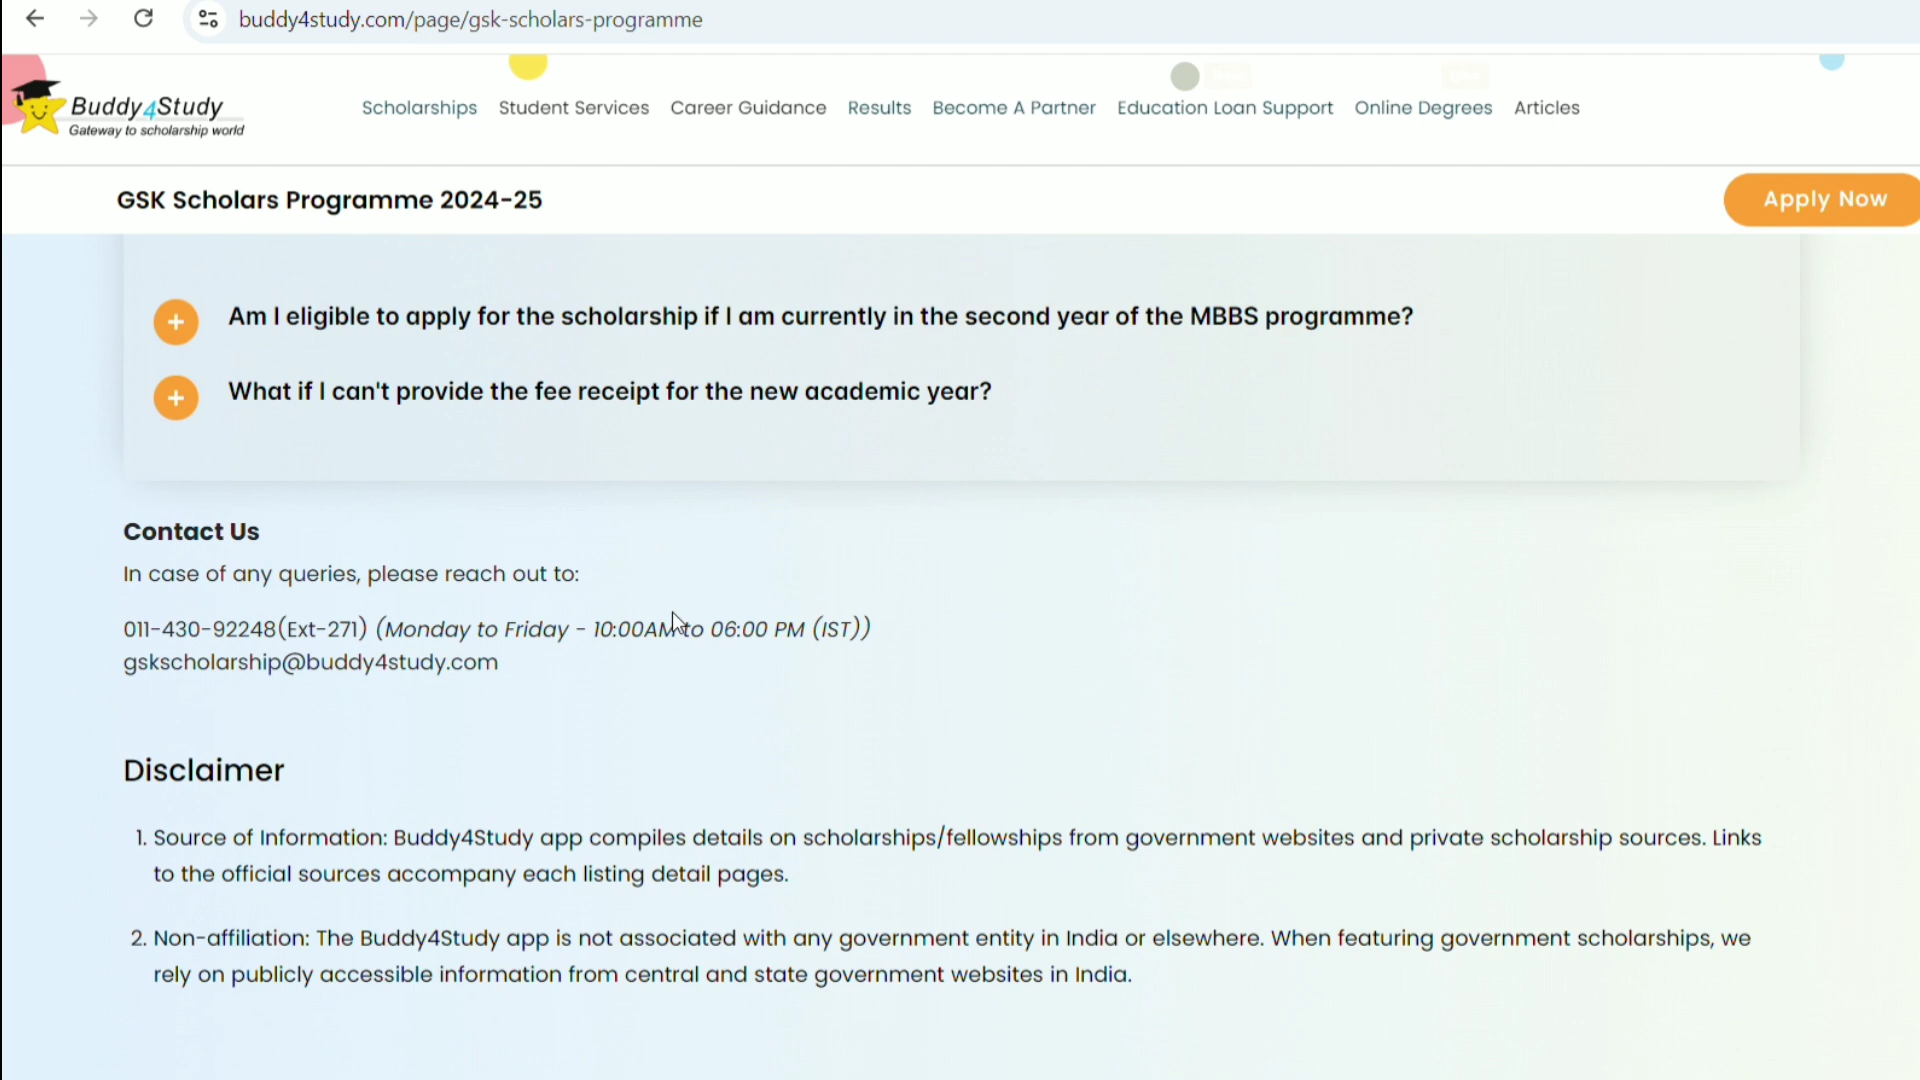 buddy4study.com/page/gsk-scholars-programme
Buddy4Study
Gateway to scholarship world
Scholarships Student Services Career Guidance Results Become A Partner Education Loan Support Online Degrees Articles
GSK Scholars Programme 2024-25
Apply Now
+ Am I eligible to apply for the scholarship if I am currently in the second year of the MBBS programme?
+ What if I can't provide the fee receipt for the new academic year?
Contact Us
In case of any queries, please reach out to:
011-430-92248(Ext-271) (Monday to Friday - 10:00AM to 06:00 PM (IST))
gskscholarship@buddy4study.com
Disclaimer
1. Source of Information: Buddy4Study app compiles details on scholarships/fellowships from government websites and private scholarship sources. Links
to the official sources accompany each listing detail pages.
2. Non-affiliation: The Buddy4Study app is not associated with any government entity in India or elsewhere. When featuring government scholarships, we
rely on publicly accessible information from central and state government websites in India.